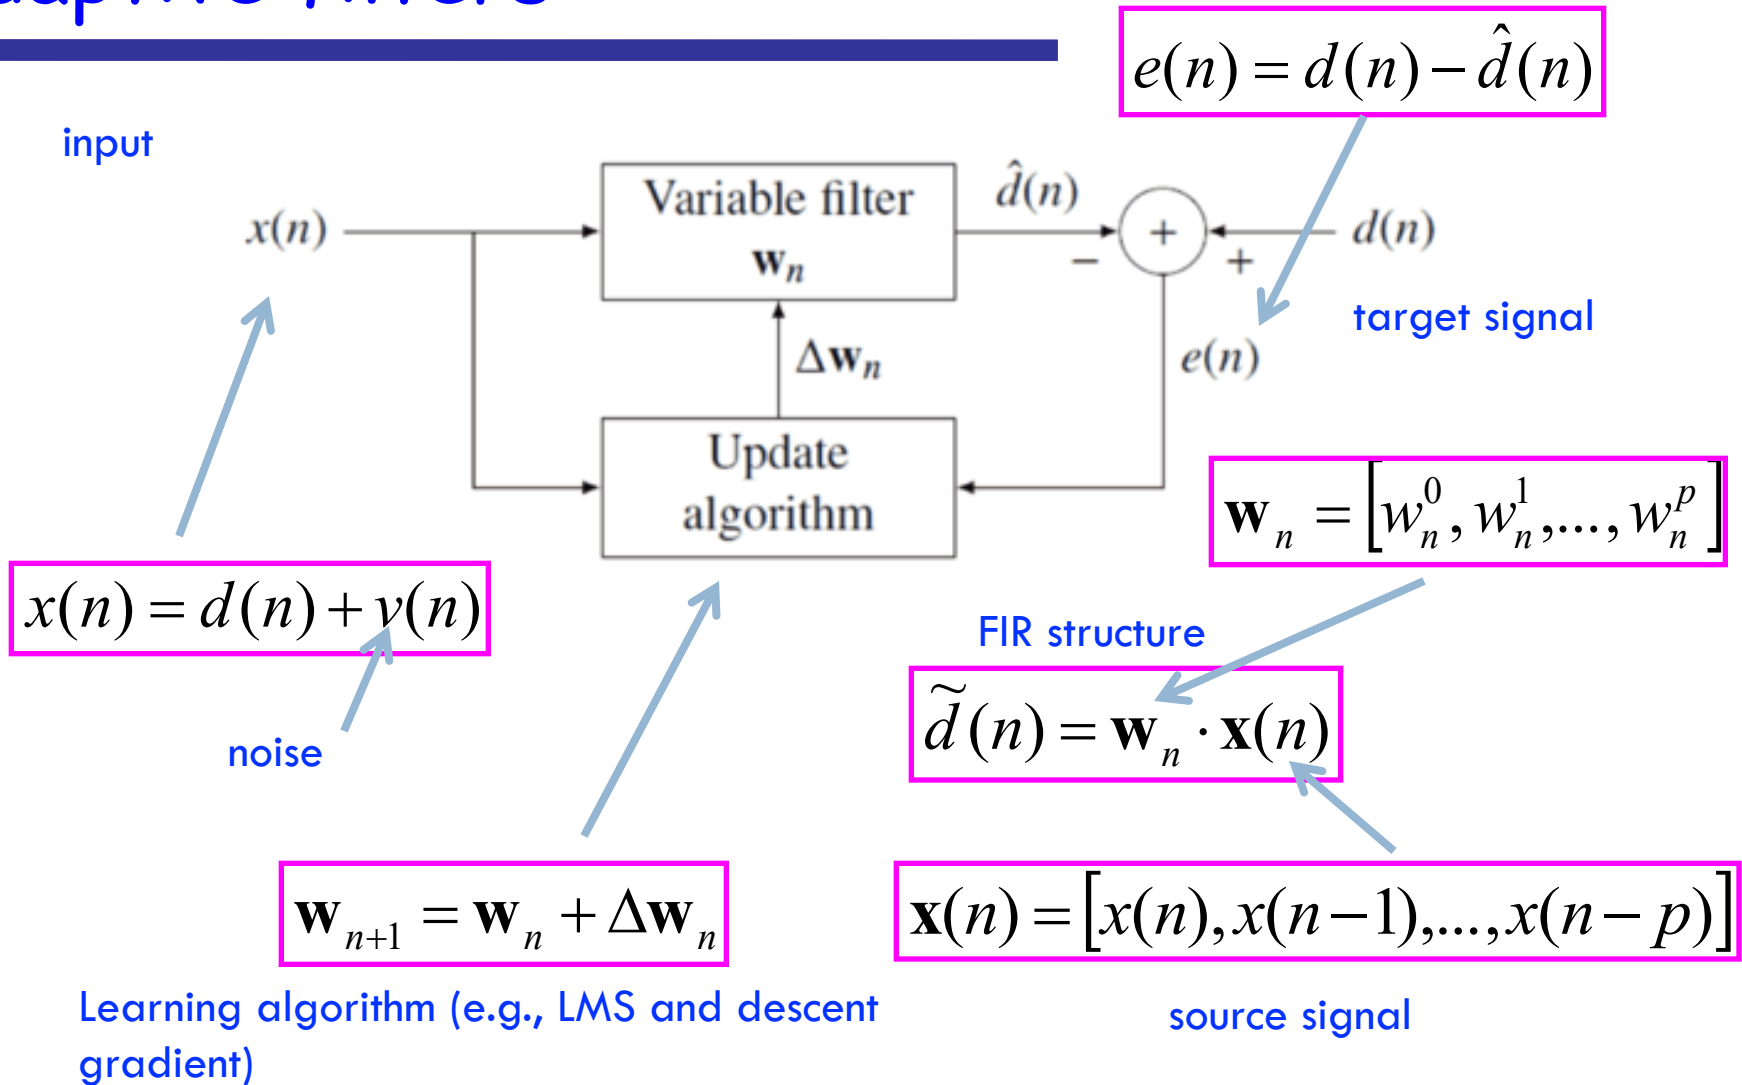 e(n) = d(n) − d̂(n)
input
Variable filter
d̂(n)
x(n)
+
d(n)
wₙ
−
+
target signal
Δwₙ
e(n)
Update
algorithm
wₙ = [wₙ⁰, wₙ¹,..., wₙᵖ]
x(n) = d(n) + v(n)
FIR structure
d̃(n) = wₙ · x(n)
noise
wₙ₊₁ = wₙ + Δwₙ
x(n) = [x(n), x(n−1),..., x(n−p)]
Learning algorithm (e.g., LMS and descent
gradient)
source signal